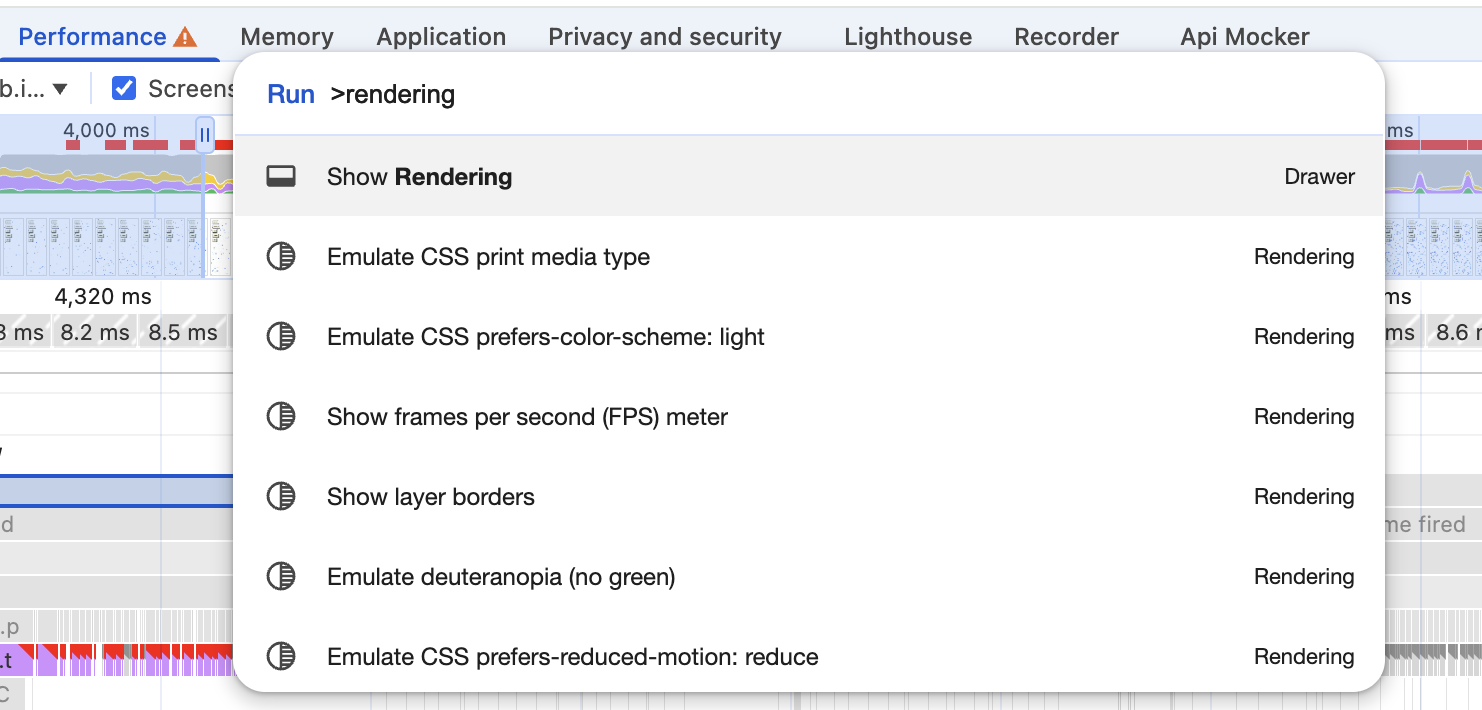 Performance Memory Application Privacy and security Lighthouse Recorder Api Mocker
b.i... Screens
Run >rendering
4,000 ms
ms
Show Rendering Drawer
Emulate CSS print media type Rendering
4,320 ms
ms
8.2 ms 8.5 ms
ms 8.6
Emulate CSS prefers-color-scheme: light Rendering
Show frames per second (FPS) meter Rendering
Show layer borders Rendering
d
me fired
Emulate deuteranopia (no green) Rendering
.p
.t
Emulate CSS prefers-reduced-motion: reduce Rendering
C